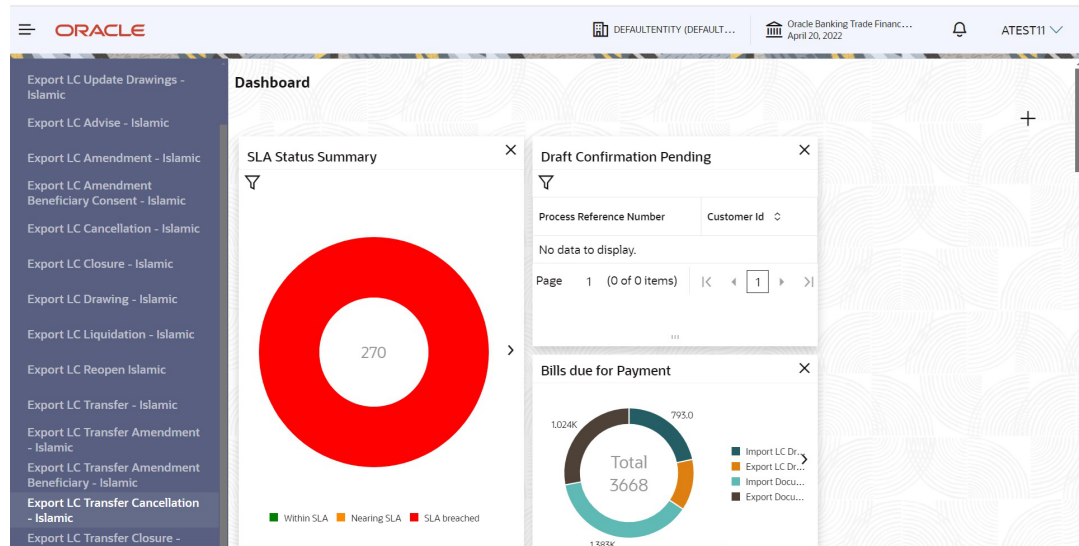 ORACLE
DEFAULTENTITY (DEFAULT...
Oracle Banking Trade Financ...
April 20, 2022
ATEST11
Export LC Update Drawings -
Islamic
Export LC Advise - Islamic
Export LC Amendment - Islamic
Export LC Amendment
Beneficiary Consent - Islamic
Export LC Cancellation - Islamic
Export LC Closure - Islamic
Export LC Drawing - Islamic
Export LC Liquidation - Islamic
Export LC Reopen Islamic
Export LC Transfer - Islamic
Export LC Transfer Amendment
- Islamic
Export LC Transfer Amendment
Beneficiary - Islamic
Export LC Transfer Cancellation
- Islamic
Export LC Transfer Closure -
Dashboard
SLA Status Summary
270
Within SLA Nearing SLA SLA breached
Draft Confirmation Pending
Process Reference Number Customer Id
No data to display.
Page 1 (0 of 0 items) 1
Bills due for Payment
1.024K
793.0
Total
3668
1.383K
Import LC Dr...
Export LC Dr...
Import Docu...
Export Docu...